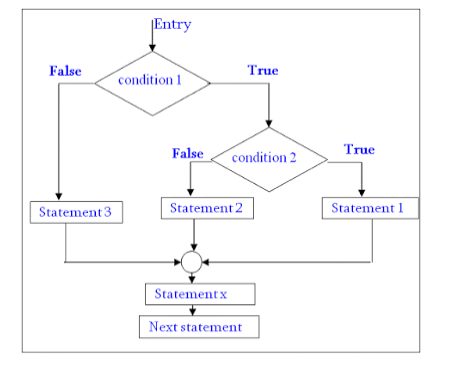 Entry
False
condition 1
True
False
condition 2
True
Statement 3
Statement 2
Statement 1
Statement x
Next statement